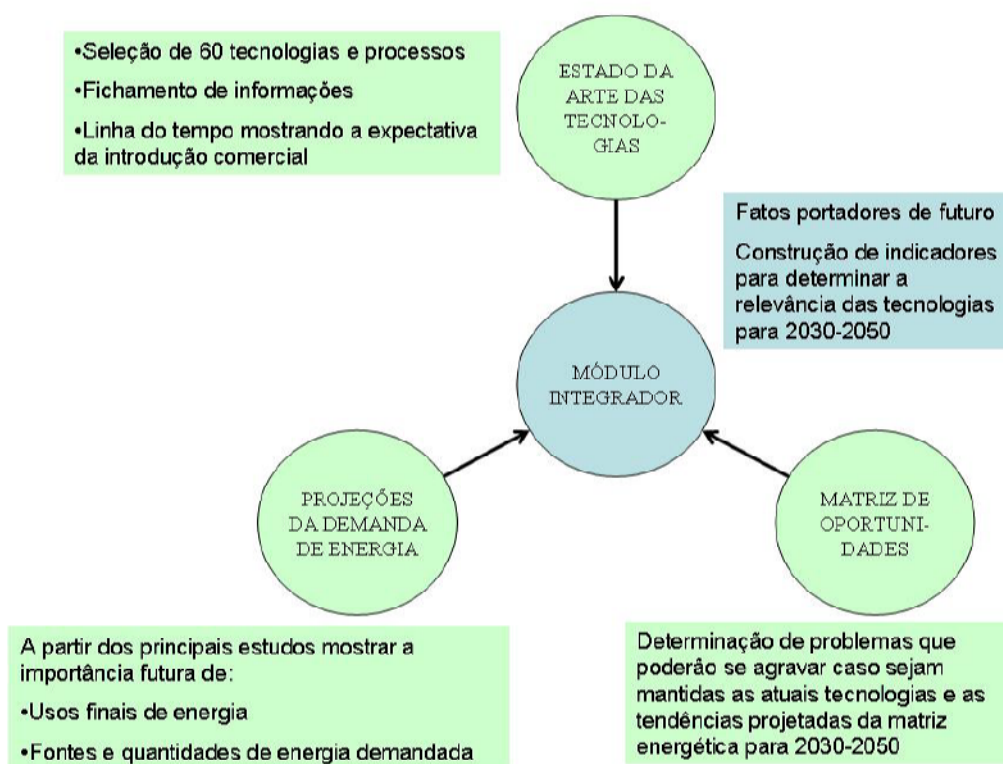 •Seleção de 60 tecnologias e processos
•Fichamento de informações
•Linha do tempo mostrando a expectativa
da introdução comercial
ESTADO DA
ARTE DAS
TECNOLO-
GIAS
Fatos portadores de futuro
Construção de indicadores
para determinar a
relevância das tecnologias
para 2030-2050
MÓDULO
INTEGRADOR
PROJEÇÕES
DA DEMANDA
DE ENERGIA
MATRIZ DE
OPORTUNI-
DADES
A partir dos principais estudos mostrar a
importância futura de:
•Usos finais de energia
•Fontes e quantidades de energia demandada
Determinação de problemas que
poderão se agravar caso sejam
mantidas as atuais tecnologias e as
tendências projetadas da matriz
energética para 2030-2050